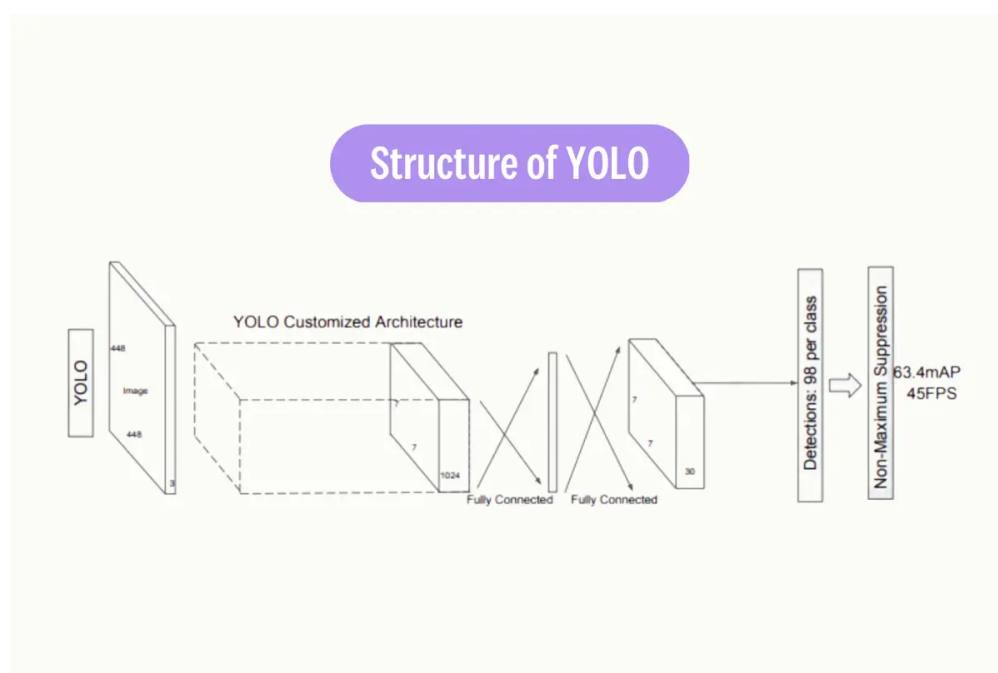 Structure of YOLO
YOLO Customized Architecture
YOLO
448
Image
448
3
7
7
1024
Fully Connected
Fully Connected
7
7
30
Detections: 98 per class
Non-Maximum Suppression
63.4mAP
45FPS